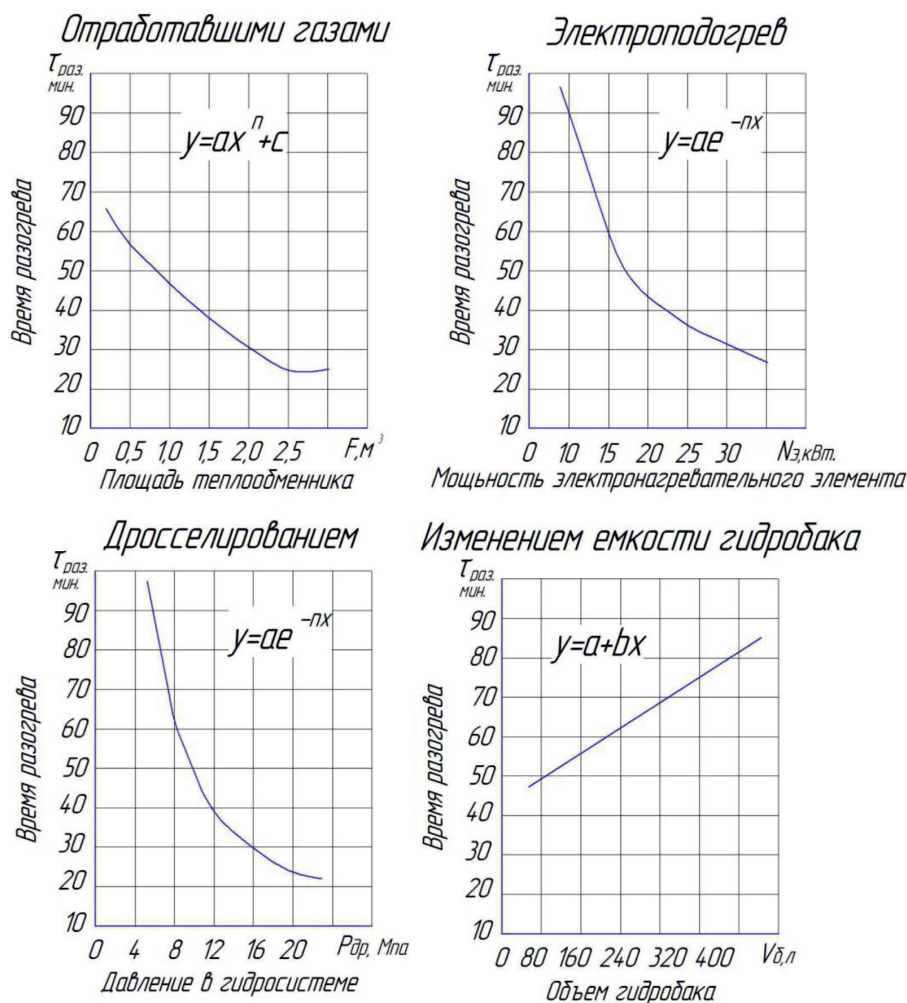 Отработавшими газами
τраз. мин.
90
80
70
60
50
40
30
20
10
Время разогрева
y=axⁿ+c
0 0,5 1,0 1,5 2,0 2,5 F,м³
Площадь теплообменника
Электроподогрев
τраз. мин.
90
80
70
60
50
40
30
20
10
Время разогрева
y=ae⁻ⁿˣ
0 10 15 20 25 30 Nэ,кВт.
Мощьность электронагревательного элемента
Дросселированием
τраз. мин.
90
80
70
60
50
40
30
20
10
Время разогрева
y=ae⁻ⁿˣ
0 4 8 12 16 20 Pдр, Мпа
Давление в гидросистеме
Изменением емкости гидробака
τраз. мин.
90
80
70
60
50
40
30
20
10
Время разогрева
y=a+bx
0 80 160 240 320 400 Vб,л
Объем гидробака